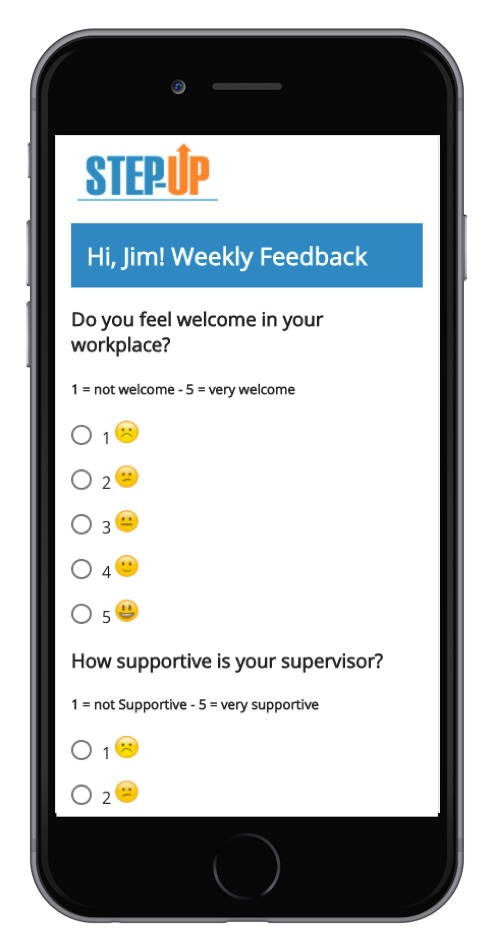 STEP-UP
Hi, Jim! Weekly Feedback
Do you feel welcome in your
workplace?
1 = not welcome - 5 = very welcome
1
2
3
4
5
How supportive is your supervisor?
1 = not Supportive - 5 = very supportive
1
2